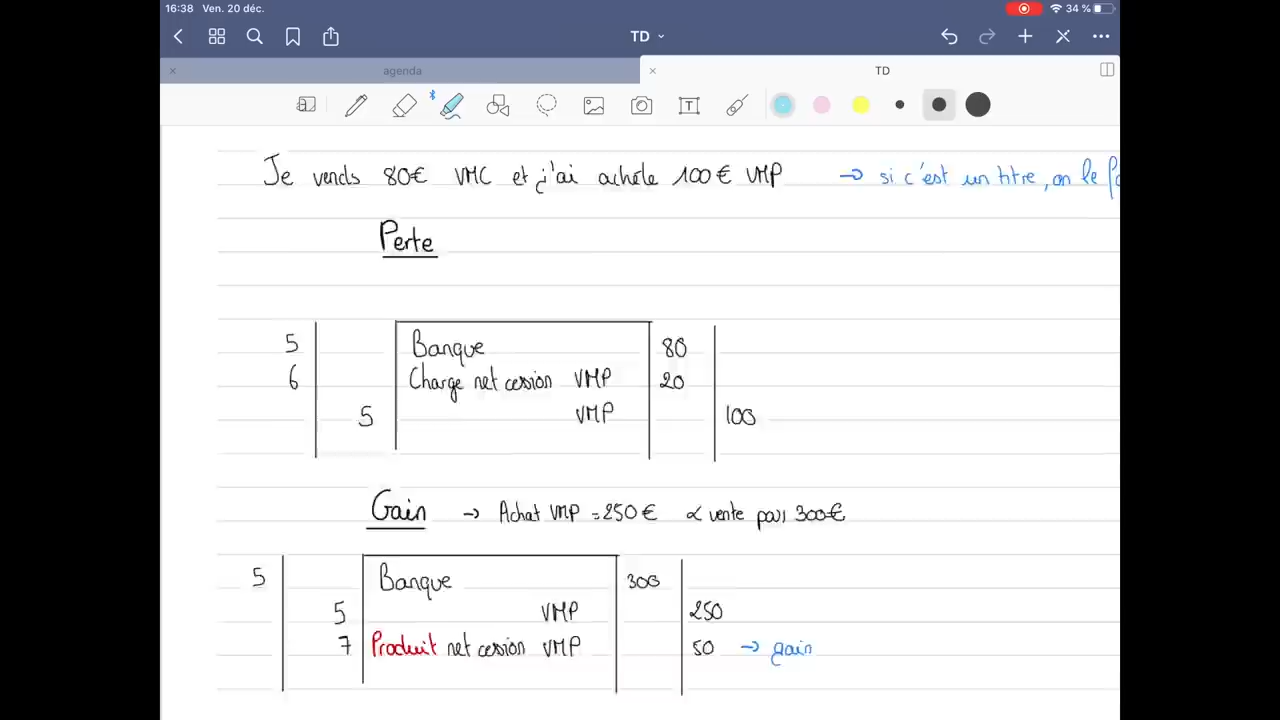 16:38 Ven. 20 déc. 34 %
TD
agenda
TD
Je vends 80€ VMC et j'ai achete 100€ VMP → si c'est un titre, on le
Perte
5 Banque 80
6 Charge net cession VMP 20
5 VMP 100
Gain → Achat VMP = 250€ & vente pour 300€
5 Banque 300
5 VMP 250
7 Produit net cession VMP 50 → gain